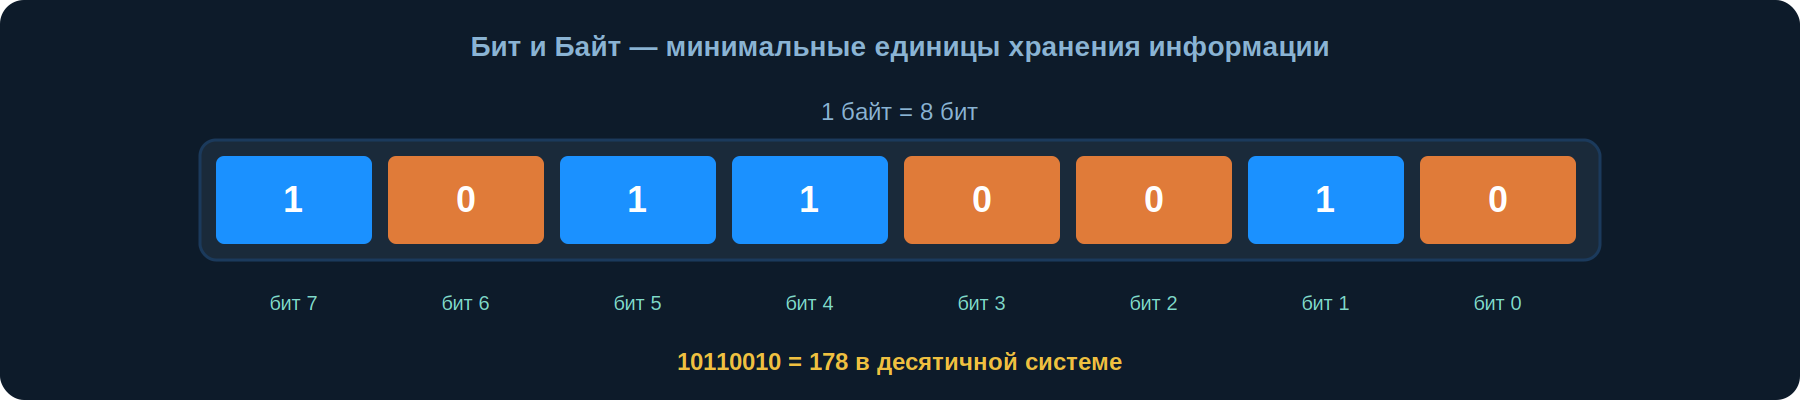 Бит и Байт — минимальные единицы хранения информации
1 байт = 8 бит
1 0 1 1 0 0 1 0
бит 7 бит 6 бит 5 бит 4 бит 3 бит 2 бит 1 бит 0
10110010 = 178 в десятичной системе